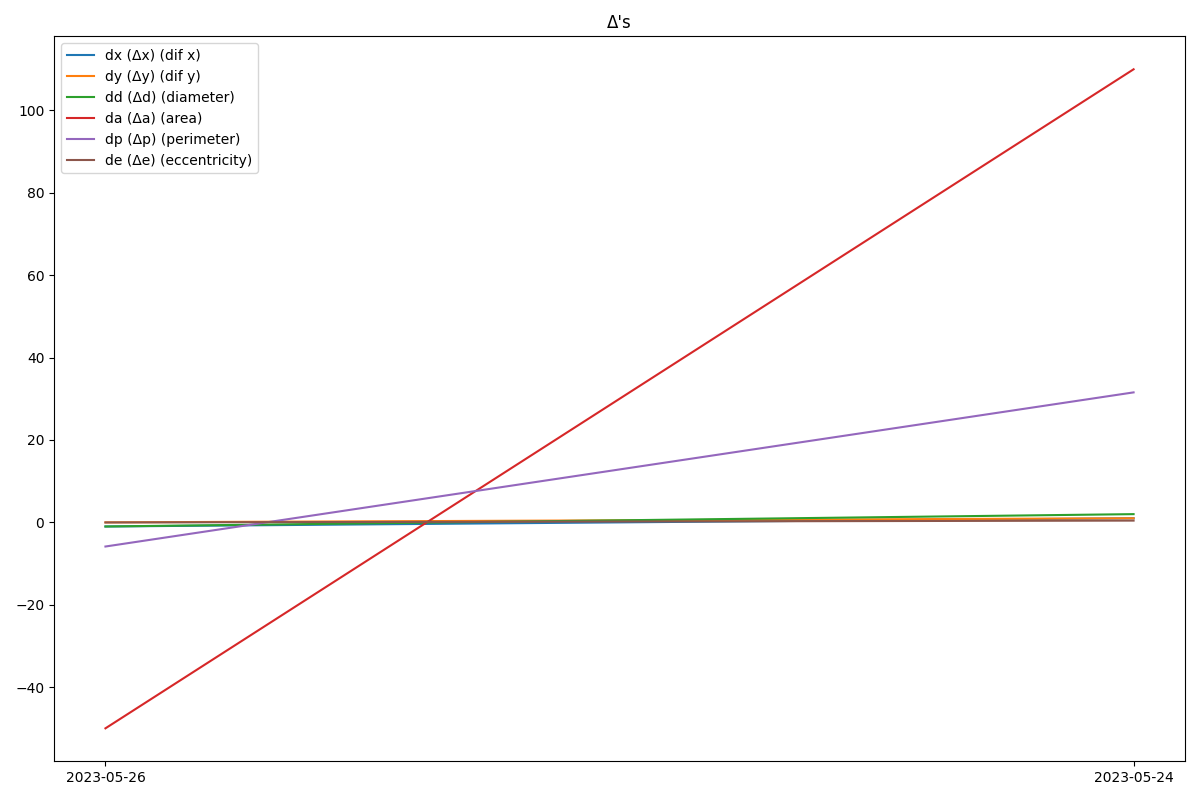 Δ's
dx (Δx) (dif x)
dy (Δy) (dif y)
dd (Δd) (diameter)
da (Δa) (area)
dp (Δp) (perimeter)
de (Δe) (eccentricity)
100
80
60
40
20
0
−20
−40
2023-05-26
2023-05-24